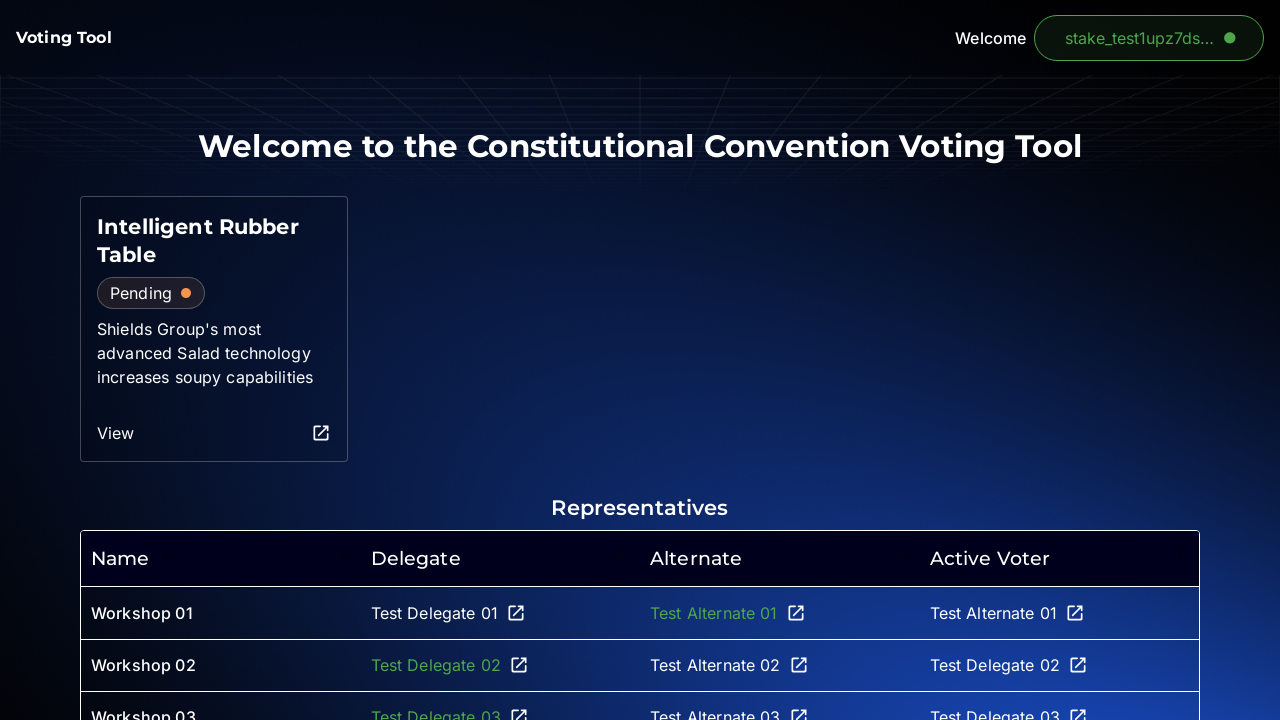 Voting Tool
Welcome stake_test1upz7ds...
Welcome to the Constitutional Convention Voting Tool
Intelligent Rubber
Table
Pending
Shields Group's most
advanced Salad technology
increases soupy capabilities
View
Representatives
Name Delegate Alternate Active Voter
Workshop 01 Test Delegate 01 Test Alternate 01 Test Alternate 01
Workshop 02 Test Delegate 02 Test Alternate 02 Test Delegate 02
Workshop 03 Test Delegate 03 Test Alternate 03 Test Delegate 03